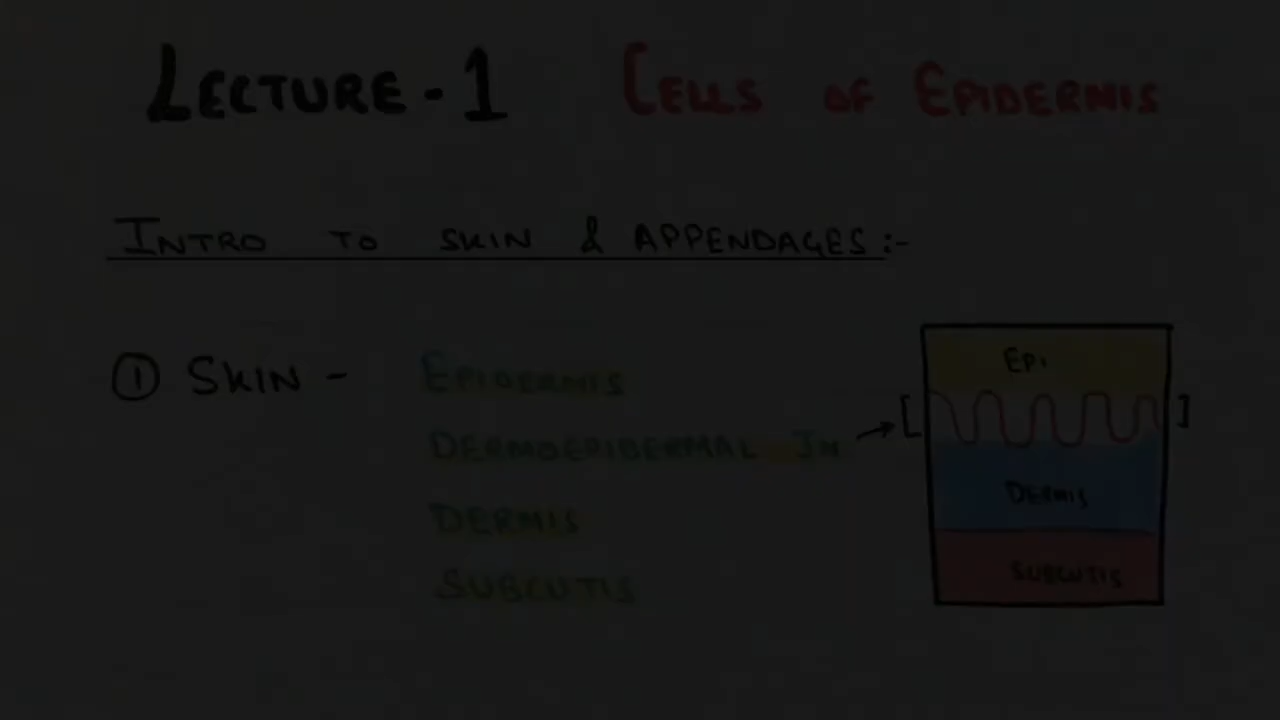 LECTURE - 1 CELLS OF EPIDERMIS
INTRO TO SKIN & APPENDAGES :-
① SKIN - EPIDERMIS
DERMOEPIDERMAL JN
DERMIS
SUBCUTIS
EPI
DERMIS
SUBCUTIS